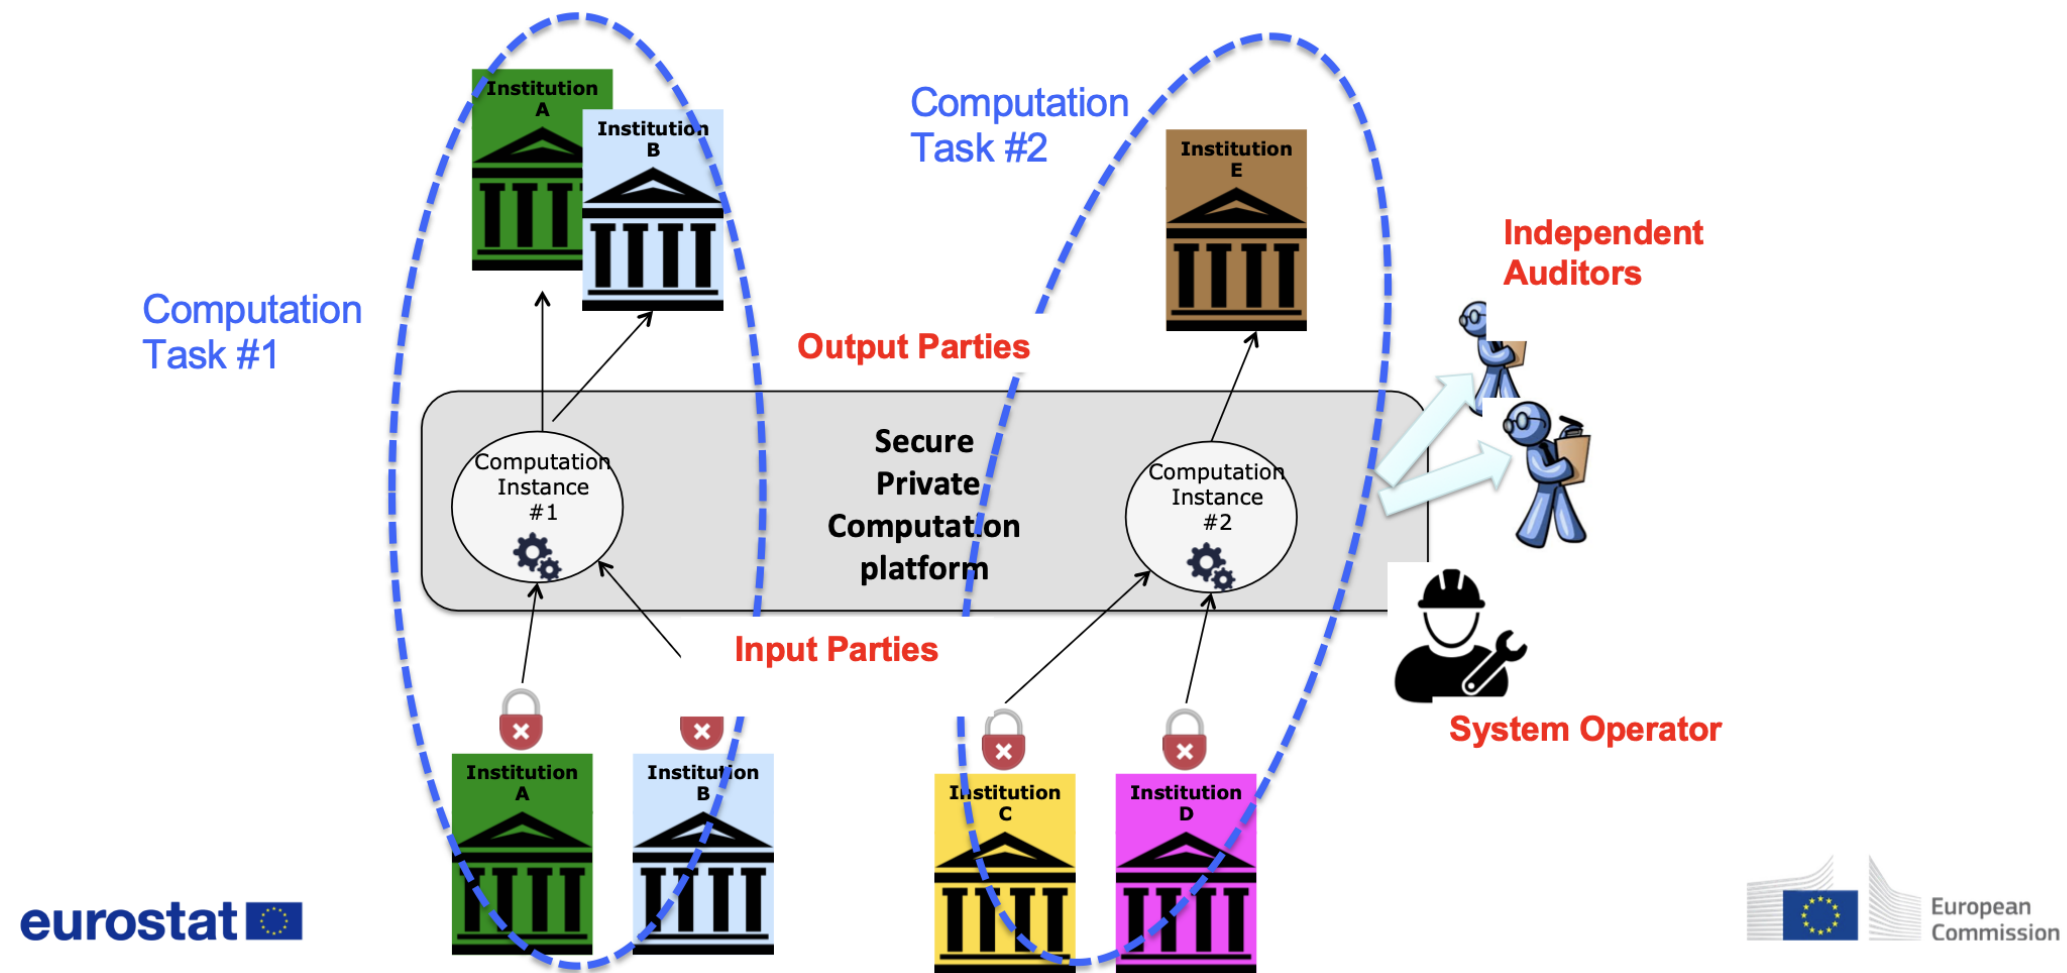 Institution
A
Institution
B
Computation
Task #1
Computation
Task #2
Institution
E
Independent
Auditors
Output Parties
Computation
Instance
#1
Secure
Private
Computation
platform
Computation
Instance
#2
Input Parties
System Operator
Institution
A
Institution
B
Institution
C
Institution
D
eurostat
European
Commission